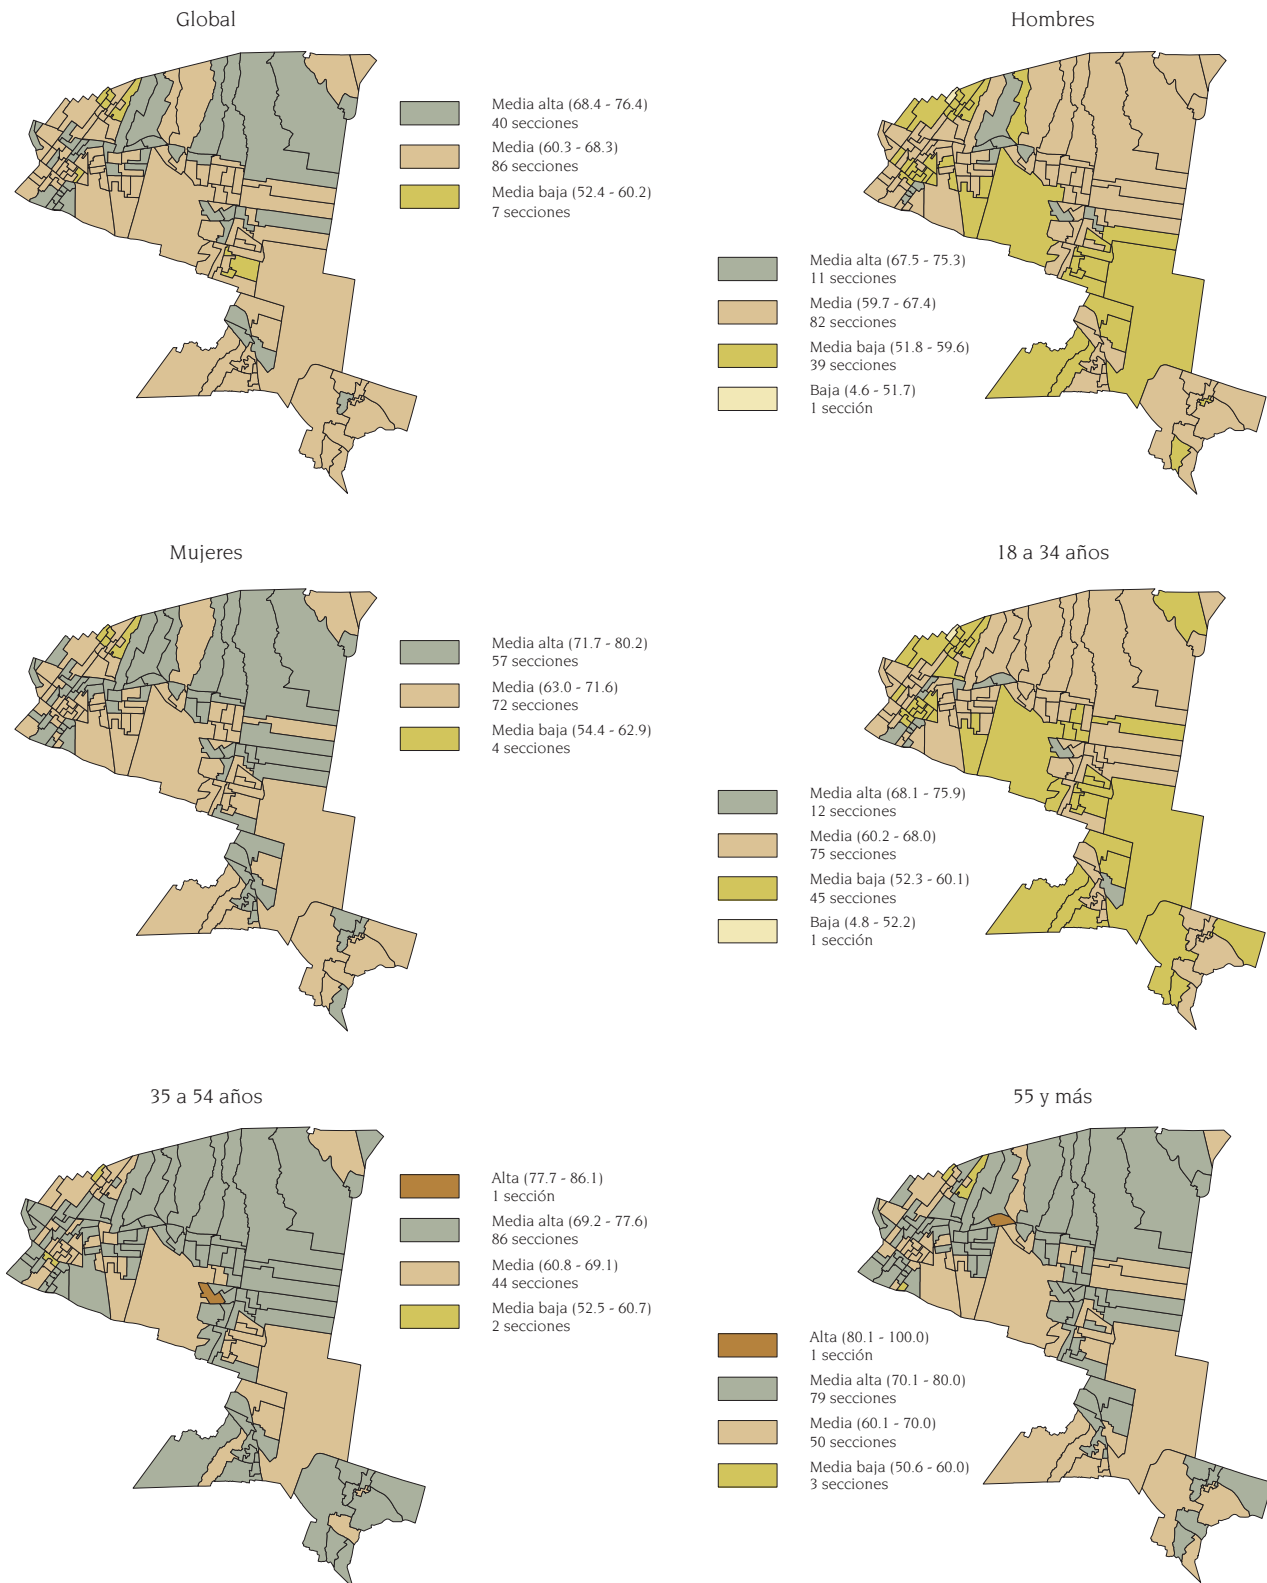 Global
Media alta (68.4 - 76.4)
40 secciones
Media (60.3 - 68.3)
86 secciones
Media baja (52.4 - 60.2)
7 secciones
Hombres
Media alta (67.5 - 75.3)
11 secciones
Media (59.7 - 67.4)
82 secciones
Media baja (51.8 - 59.6)
39 secciones
Baja (4.6 - 51.7)
1 sección
Mujeres
Media alta (71.7 - 80.2)
57 secciones
Media (63.0 - 71.6)
72 secciones
Media baja (54.4 - 62.9)
4 secciones
18 a 34 años
Media alta (68.1 - 75.9)
12 secciones
Media (60.2 - 68.0)
75 secciones
Media baja (52.3 - 60.1)
45 secciones
Baja (4.8 - 52.2)
1 sección
35 a 54 años
Alta (77.7 - 86.1)
1 sección
Media alta (69.2 - 77.6)
86 secciones
Media (60.8 - 69.1)
44 secciones
Media baja (52.5 - 60.7)
2 secciones
55 y más
Alta (80.1 - 100.0)
1 sección
Media alta (70.1 - 80.0)
79 secciones
Media (60.1 - 70.0)
50 secciones
Media baja (50.6 - 60.0)
3 secciones